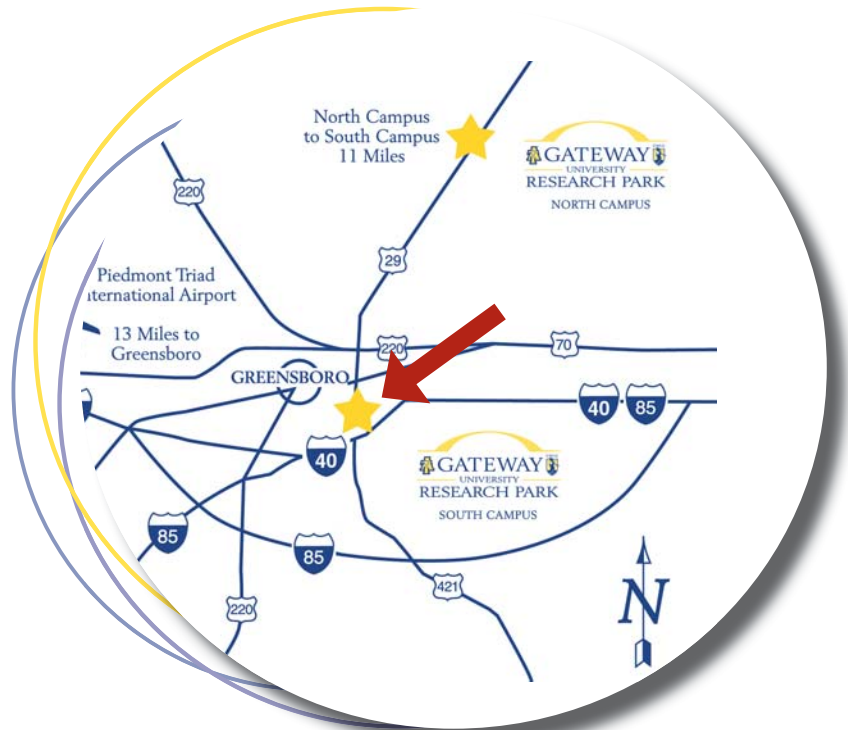 North Campus
to South Campus
11 Miles
GATEWAY
UNIVERSITY
RESEARCH PARK
NORTH CAMPUS
220
29
Piedmont Triad
nternational Airport
13 Miles to
Greensboro
220
70
GREENSBORO
40
85
40
GATEWAY
UNIVERSITY
RESEARCH PARK
SOUTH CAMPUS
85
85
421
220
N